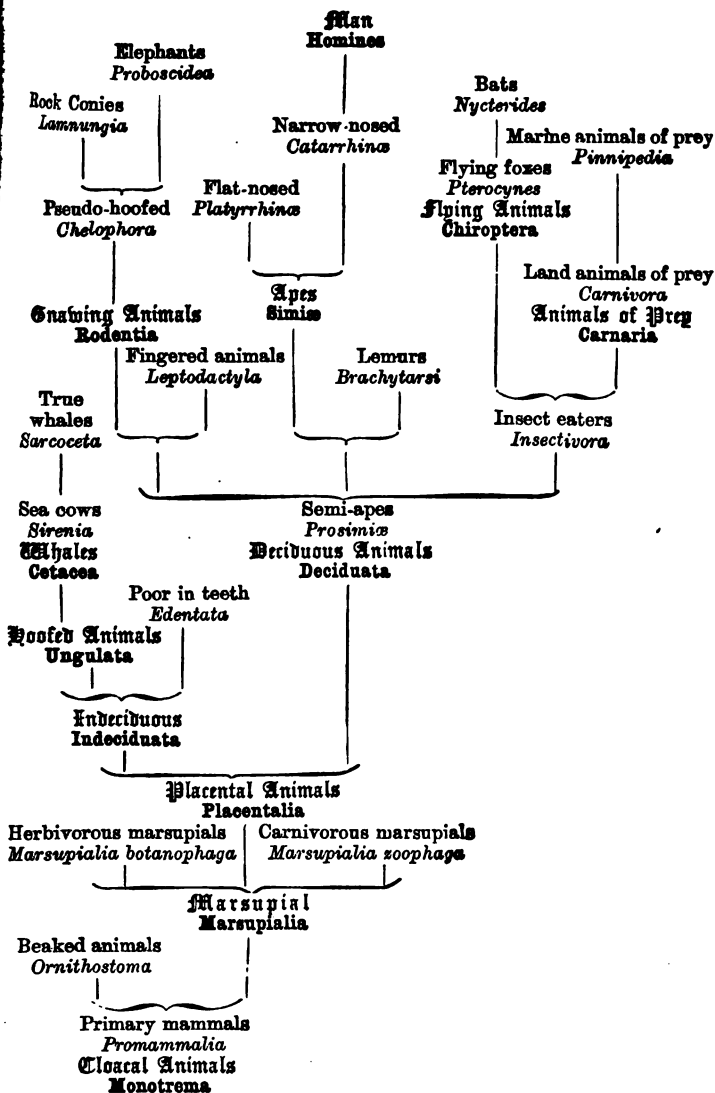 Man
Homines
Elephants
Proboscidea
Rock Conies
Lamnungia
Narrow-nosed
Catarrhinæ
Bats
Nycterides
Marine animals of prey
Pinnipedia
Flying foxes
Pterocynes
Flying Animals
Chiroptera
Flat-nosed
Platyrrhinæ
Pseudo-hoofed
Chelophora
Land animals of prey
Carnivora
Animals of Prey
Carnaria
Apes
Simiæ
Gnawing Animals
Rodentia
Fingered animals
Leptodactyla
Lemurs
Brachytarsi
True
whales
Sarcoceta
Insect eaters
Insectivora
Sea cows
Sirenia
Whales
Cetacea
Semi-apes
Prosimiæ
Deciduous Animals
Deciduata
Poor in teeth
Edentata
Hoofed Animals
Ungulata
Indeciduous
Indeciduata
Placental Animals
Placentalia
Herbivorous marsupials
Marsupialia botanophaga
Carnivorous marsupials
Marsupialia zoophaga
Marsupial
Marsupialia
Beaked animals
Ornithostoma
Primary mammals
Promammalia
Cloacal Animals
Monotrema